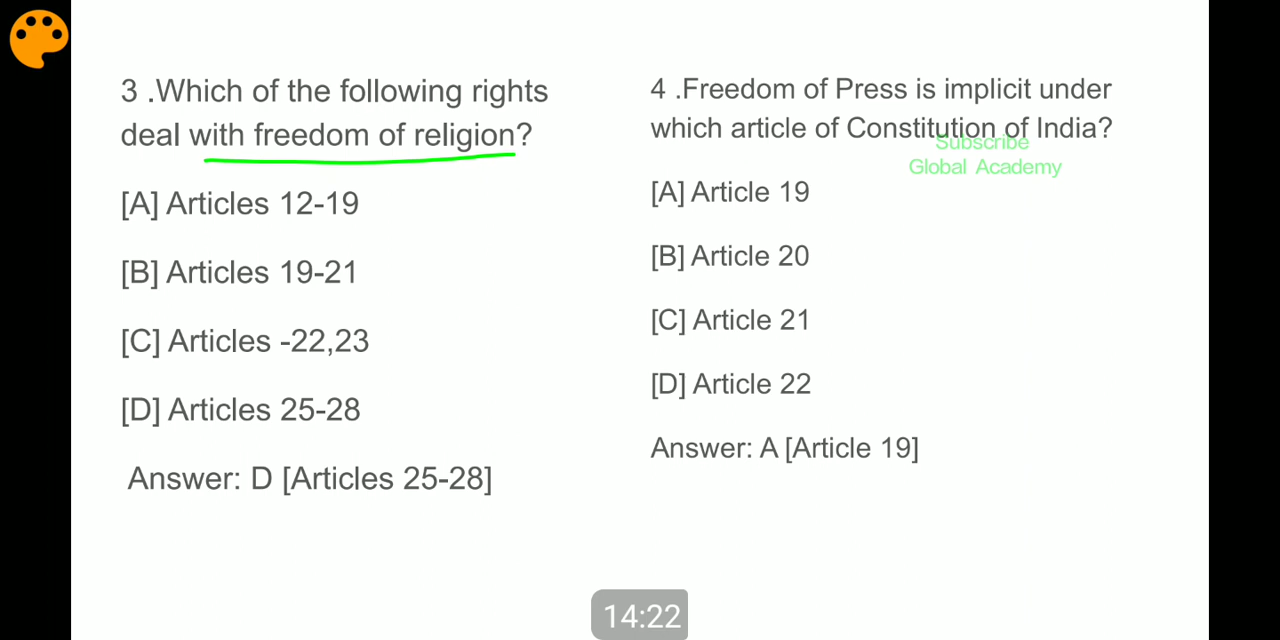 3 .Which of the following rights
deal with freedom of religion?
[A] Articles 12-19
[B] Articles 19-21
[C] Articles -22,23
[D] Articles 25-28
Answer: D [Articles 25-28]
4 .Freedom of Press is implicit under
which article of Constitution of India?
Subscribe
Global Academy
[A] Article 19
[B] Article 20
[C] Article 21
[D] Article 22
Answer: A [Article 19]
14:22